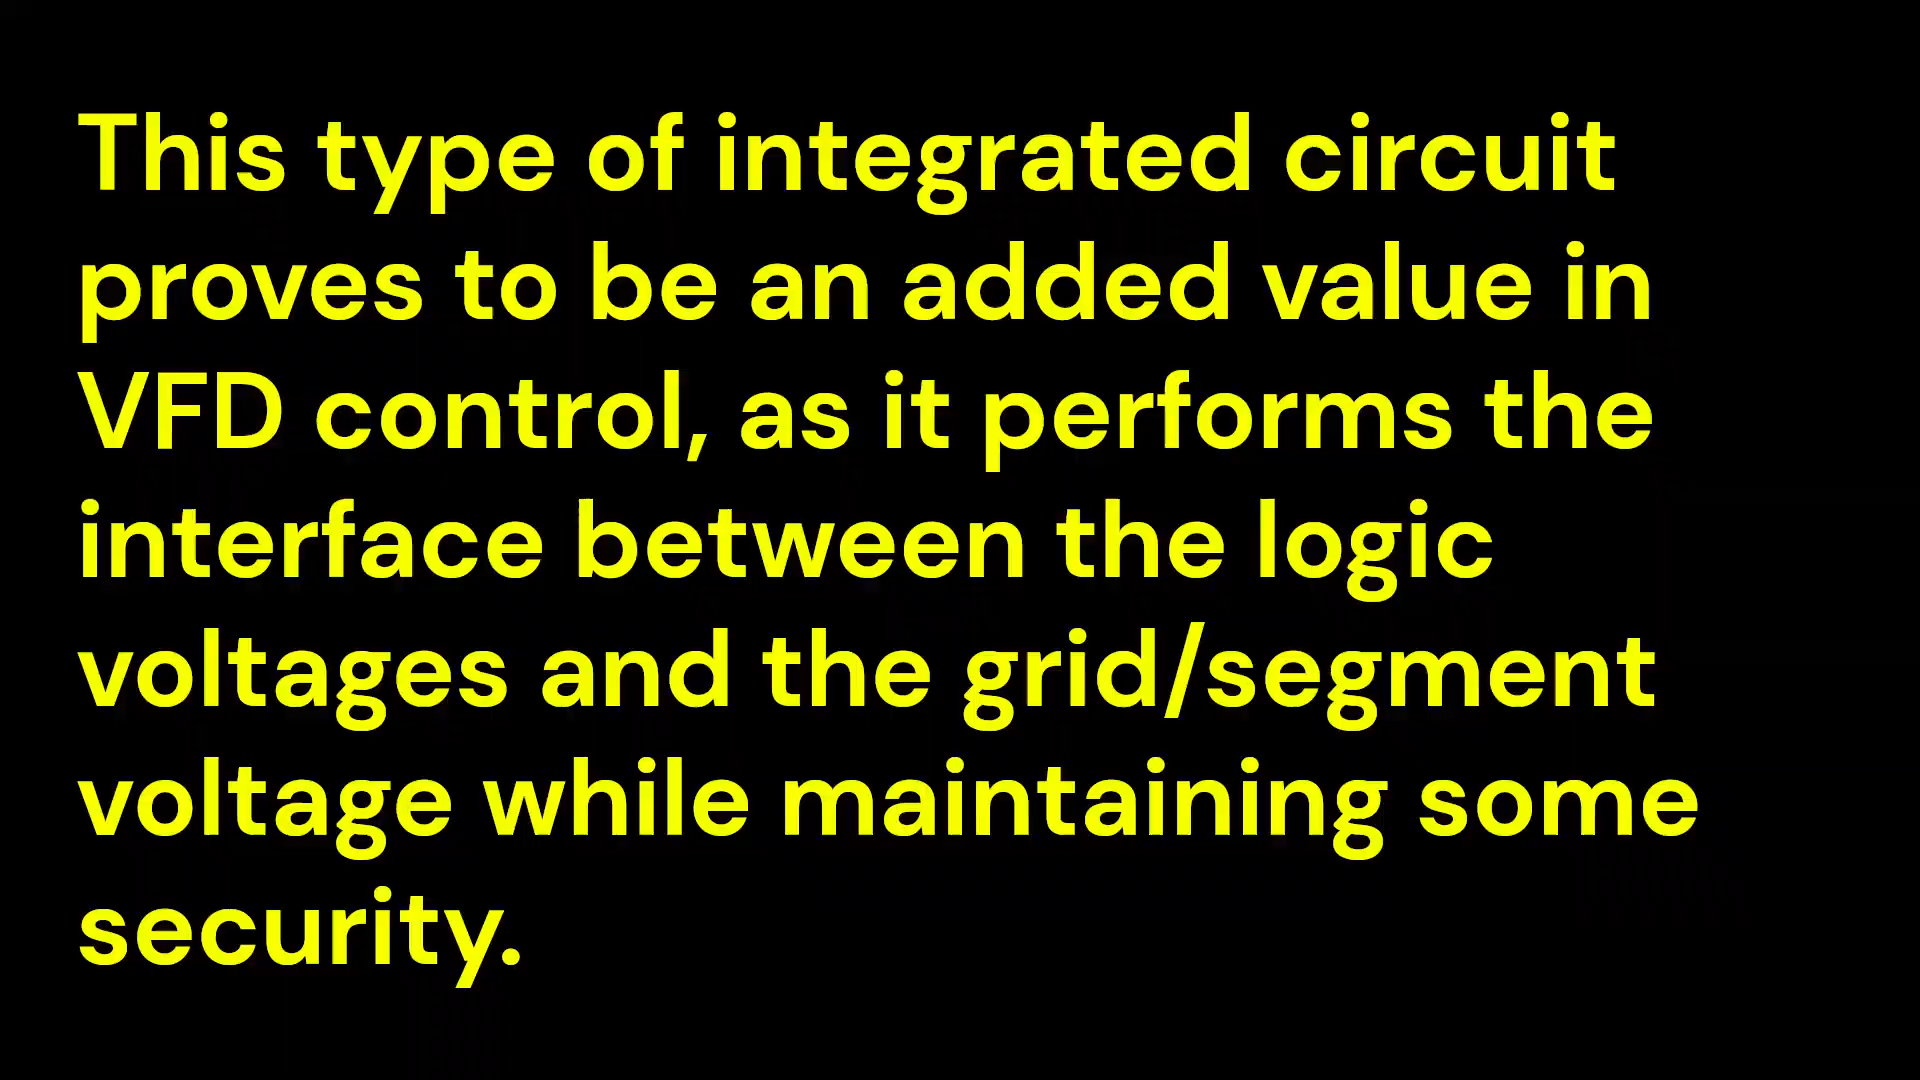 This type of integrated circuit
proves to be an added value in
VFD control, as it performs the
interface between the logic
voltages and the grid/segment
voltage while maintaining some
security.